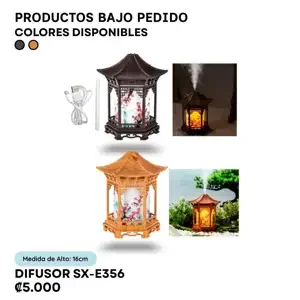 PRODUCTOS BAJO PEDIDO
COLORES DISPONIBLES
Medida de Alto: 16cm
DIFUSOR SX-E356
₡5.000